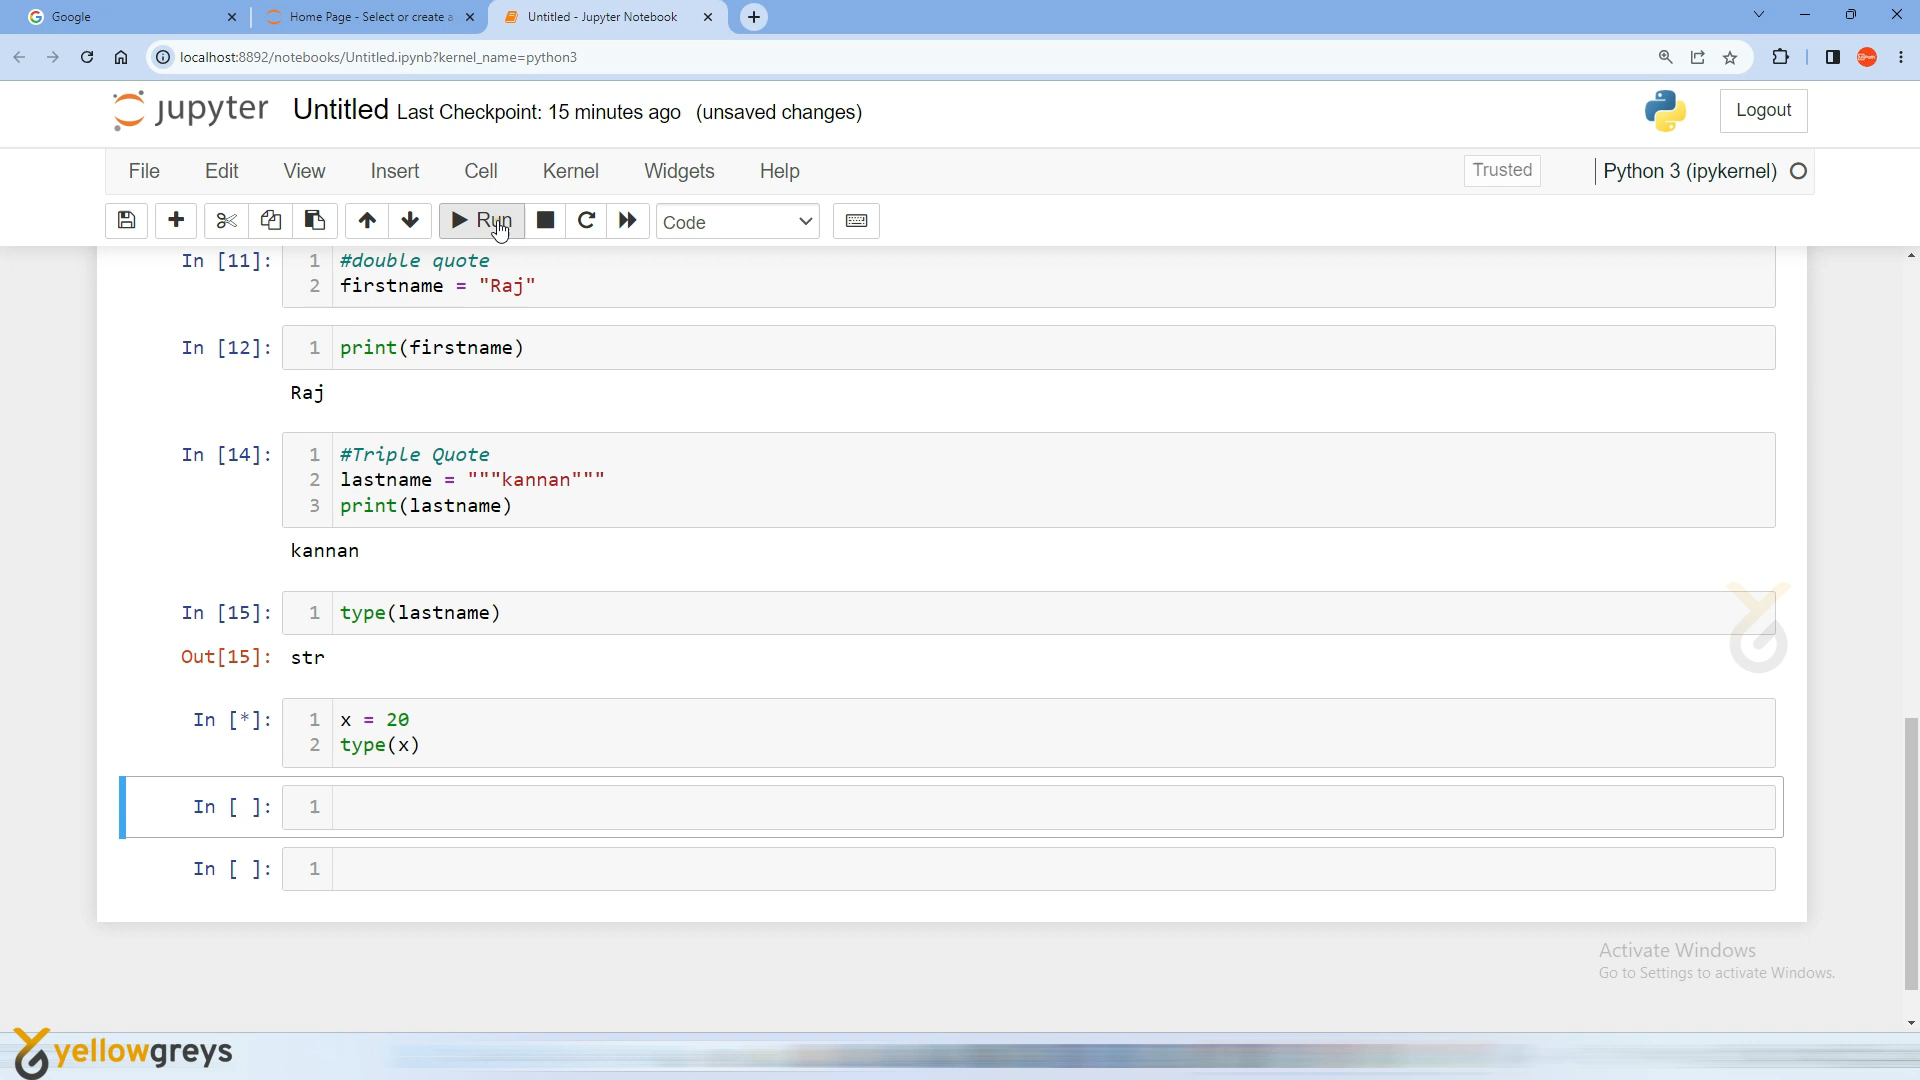 Google
Home Page - Select or create a
Untitled - Jupyter Notebook
localhost:8892/notebooks/Untitled.ipynb?kernel_name=python3
jupyter Untitled Last Checkpoint: 15 minutes ago (unsaved changes)
Logout
File Edit View Insert Cell Kernel Widgets Help
Trusted
Python 3 (ipykernel)
Run
Code
In [11]: 1 #double quote
2 firstname = "Raj"
In [12]: 1 print(firstname)
Raj
In [14]: 1 #Triple Quote
2 lastname = """kannan"""
3 print(lastname)
kannan
In [15]: 1 type(lastname)
Out[15]: str
In [*]: 1 x = 20
2 type(x)
In [ ]: 1
In [ ]: 1
Activate Windows
Go to Settings to activate Windows.
yellowgreys